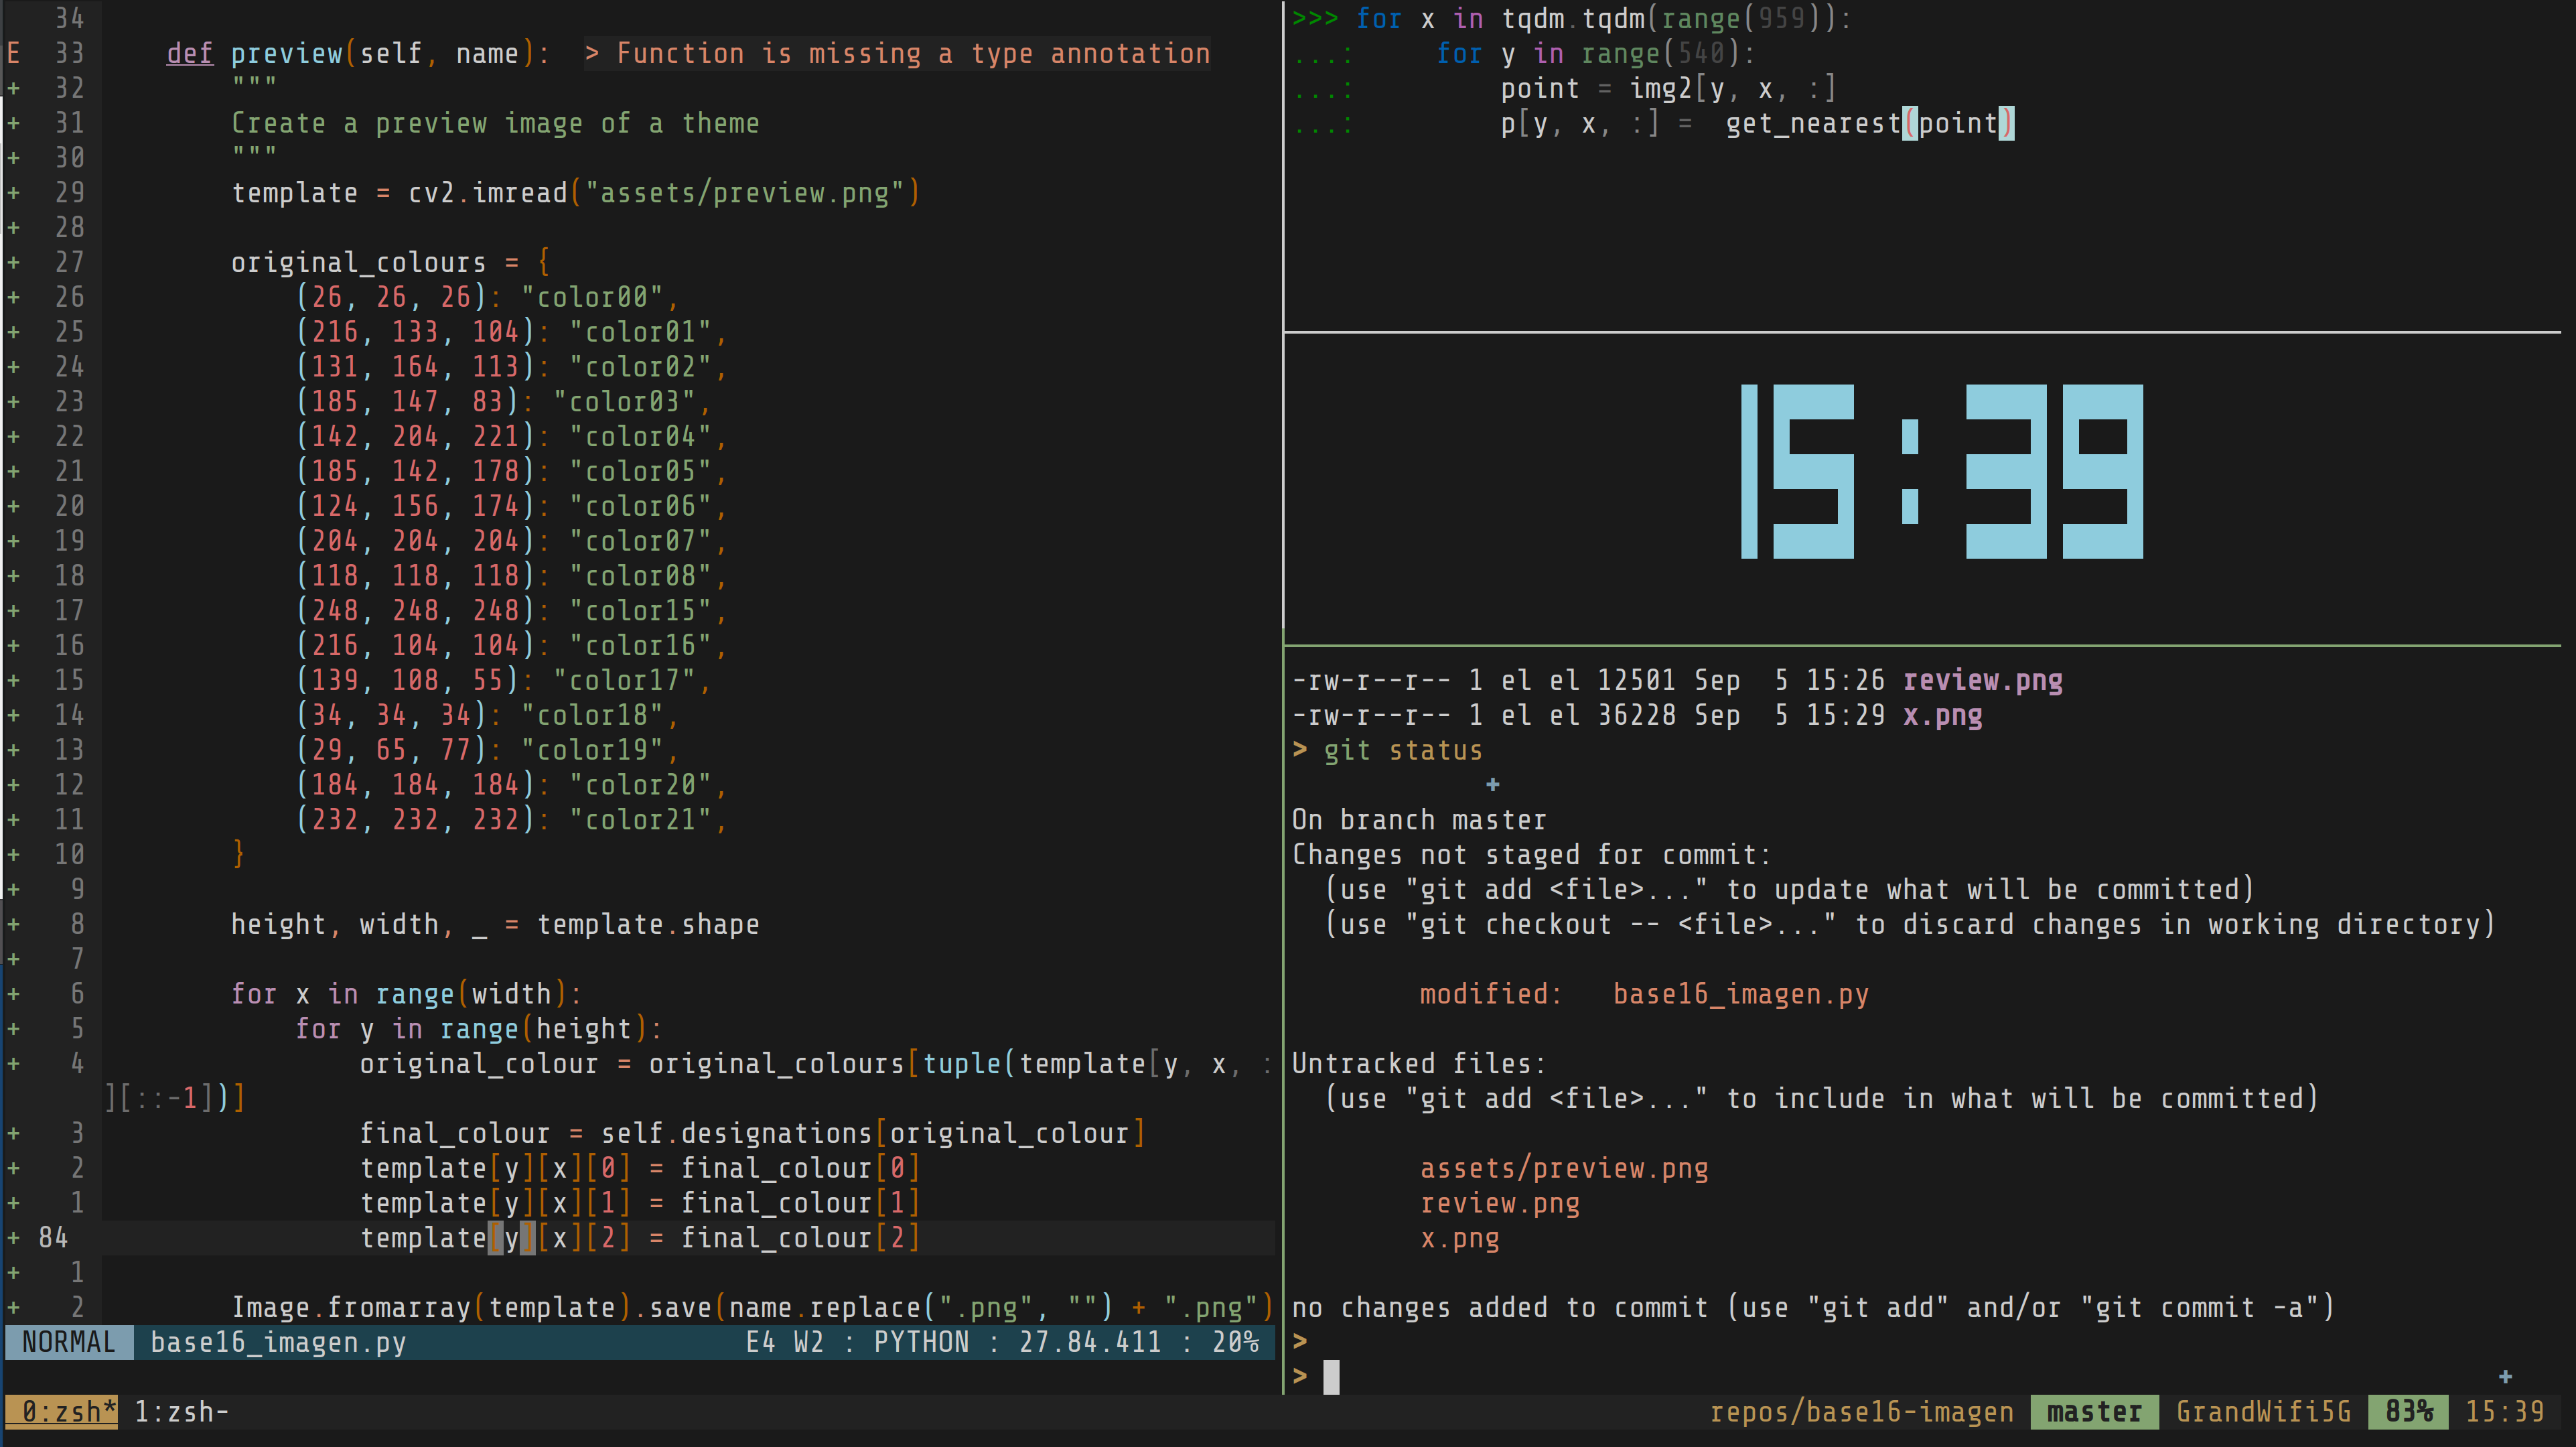 34
E 33 def preview(self, name): > Function is missing a type annotation
+ 32 """
+ 31 Create a preview image of a theme
+ 30 """
+ 29 template = cv2.imread("assets/preview.png")
+ 28
+ 27 original_colours = {
+ 26 (26, 26, 26): "color00",
+ 25 (216, 133, 104): "color01",
+ 24 (131, 164, 113): "color02",
+ 23 (185, 147, 83): "color03",
+ 22 (142, 204, 221): "color04",
+ 21 (185, 142, 178): "color05",
+ 20 (124, 156, 174): "color06",
+ 19 (204, 204, 204): "color07",
+ 18 (118, 118, 118): "color08",
+ 17 (248, 248, 248): "color15",
+ 16 (216, 104, 104): "color16",
+ 15 (139, 108, 55): "color17",
+ 14 (34, 34, 34): "color18",
+ 13 (29, 65, 77): "color19",
+ 12 (184, 184, 184): "color20",
+ 11 (232, 232, 232): "color21",
+ 10 }
+ 9
+ 8 height, width, _ = template.shape
+ 7
+ 6 for x in range(width):
+ 5 for y in range(height):
+ 4 original_colour = original_colours[tuple(template[y, x, :
][::-1])]
+ 3 final_colour = self.designations[original_colour]
+ 2 template[y][x][0] = final_colour[0]
+ 1 template[y][x][1] = final_colour[1]
+ 84 template[y][x][2] = final_colour[2]
+ 1
+ 2 Image.fromarray(template).save(name.replace(".png", "") + ".png")
NORMAL base16_imagen.py E4 W2 : PYTHON : 27.84.411 : 20%
>>> for x in tqdm.tqdm(range(959)):
...: for y in range(540):
...: point = img2[y, x, :]
...: p[y, x, :] = get_nearest(point)
15:39
-rw-r--r-- 1 el el 12501 Sep 5 15:26 review.png
-rw-r--r-- 1 el el 36228 Sep 5 15:29 x.png
> git status
+
On branch master
Changes not staged for commit:
(use "git add <file>..." to update what will be committed)
(use "git checkout -- <file>..." to discard changes in working directory)
modified: base16_imagen.py
Untracked files:
(use "git add <file>..." to include in what will be committed)
assets/preview.png
review.png
x.png
no changes added to commit (use "git add" and/or "git commit -a")
>
> +
0:zsh* 1:zsh- repos/base16-imagen master GrandWifi5G 83% 15:39